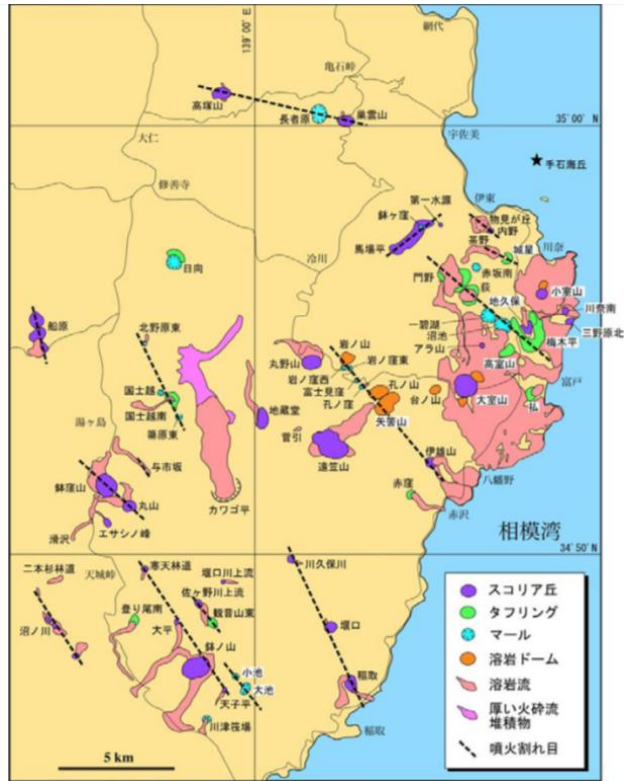 139° 00′ E
網代
亀石峠
高塚山
長者原
巣雲山
35° 00′ N
大仁
宇佐美
手石海丘
修善寺
伊東
第一水源
鉢ヶ窪
物見が丘
内野
茶野
城星
川奈
馬場平
冷川
門野
赤坂南
荻
日向
地久保
小室山
川奈南
船原
北野原東
一碧湖
沼池
アラ山
三野原北
梅木平
岩ノ山
丸野山
岩ノ窪東
高室山
岩ノ窪西
孔ノ山
富士見窪
台ノ山
富戸
国士越
孔ノ窪
大室山
払
国士越南
地蔵堂
矢筈山
簗原東
菅引
湯ヶ島
遠笠山
伊雄山
与市坂
八幡野
鉢窪山
赤窪
丸山
カワゴ平
赤沢
エサシノ峰
滑沢
相模湾
34° 50′ N
天城峠
寒天林道
川久保川
二本杉林道
堰口川上流
佐ヶ野川上流
登り尾南
観音山東
大平
沼ノ川
堰口
鉢ノ山
小池
大池
天子平
稲取
川津筏場
稲取
5 km
スコリア丘
タフリング
マール
溶岩ドーム
溶岩流
厚い火砕流
堆積物
噴火割れ目